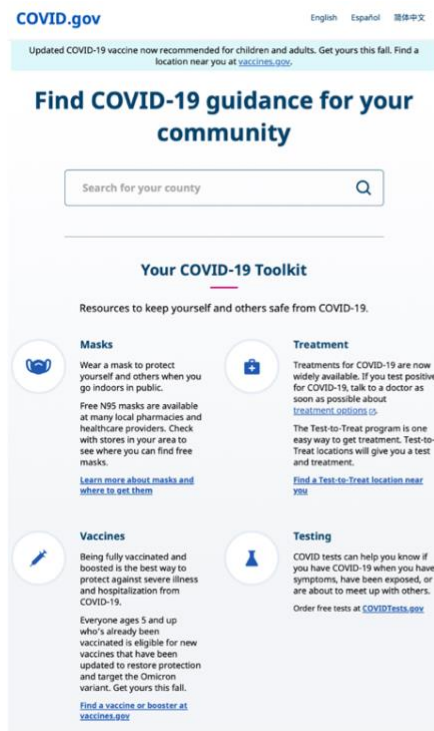 COVID.gov
English Español 简体中文
Updated COVID-19 vaccine now recommended for children and adults. Get yours this fall. Find a
location near you at vaccines.gov.
Find COVID-19 guidance for your
community
Search for your county
Your COVID-19 Toolkit
Resources to keep yourself and others safe from COVID-19.
Masks
Wear a mask to protect
yourself and others when you
go indoors in public.
Free N95 masks are available
at many local pharmacies and
healthcare providers. Check
with stores in your area to
see where you can find free
masks.
Learn more about masks and
where to get them
Treatment
Treatments for COVID-19 are now
widely available. If you test positive
for COVID-19, talk to a doctor as
soon as possible about
treatment options.
The Test-to-Treat program is one
easy way to get treatment. Test-to-
Treat locations will give you a test
and treatment.
Find a Test-to-Treat location near
you
Vaccines
Being fully vaccinated and
boosted is the best way to
protect against severe illness
and hospitalization from
COVID-19.
Everyone ages 5 and up
who's already been
vaccinated is eligible for new
vaccines that have been
updated to restore protection
and target the Omicron
variant. Get yours this fall.
Find a vaccine or booster at
vaccines.gov
Testing
COVID tests can help you know if
you have COVID-19 when you have
symptoms, have been exposed, or
are about to meet up with others.
Order free tests at COVIDTests.gov